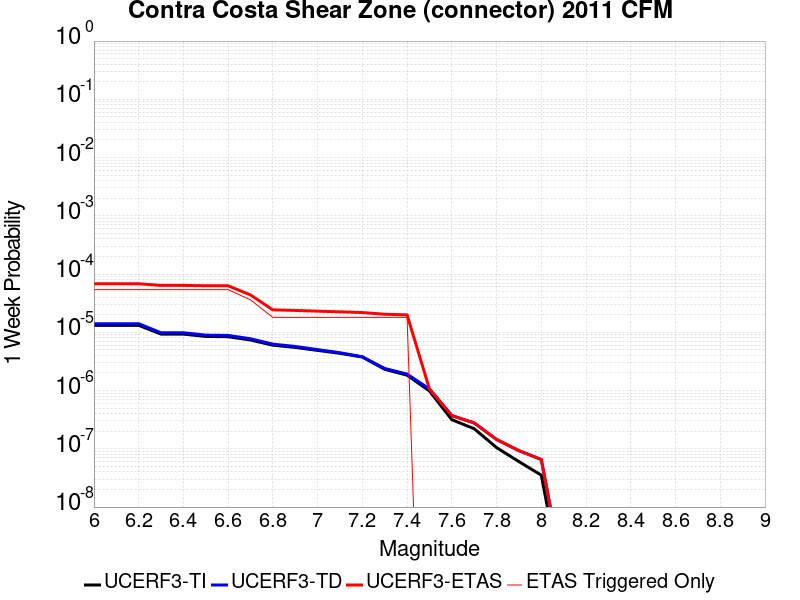 Contra Costa Shear Zone (connector) 2011 CFM
1 Week Probability
10^0
10^-1
10^-2
10^-3
10^-4
10^-5
10^-6
10^-7
10^-8
6 6.2 6.4 6.6 6.8 7 7.2 7.4 7.6 7.8 8 8.2 8.4 8.6 8.8 9
Magnitude
UCERF3-TI UCERF3-TD UCERF3-ETAS ETAS Triggered Only